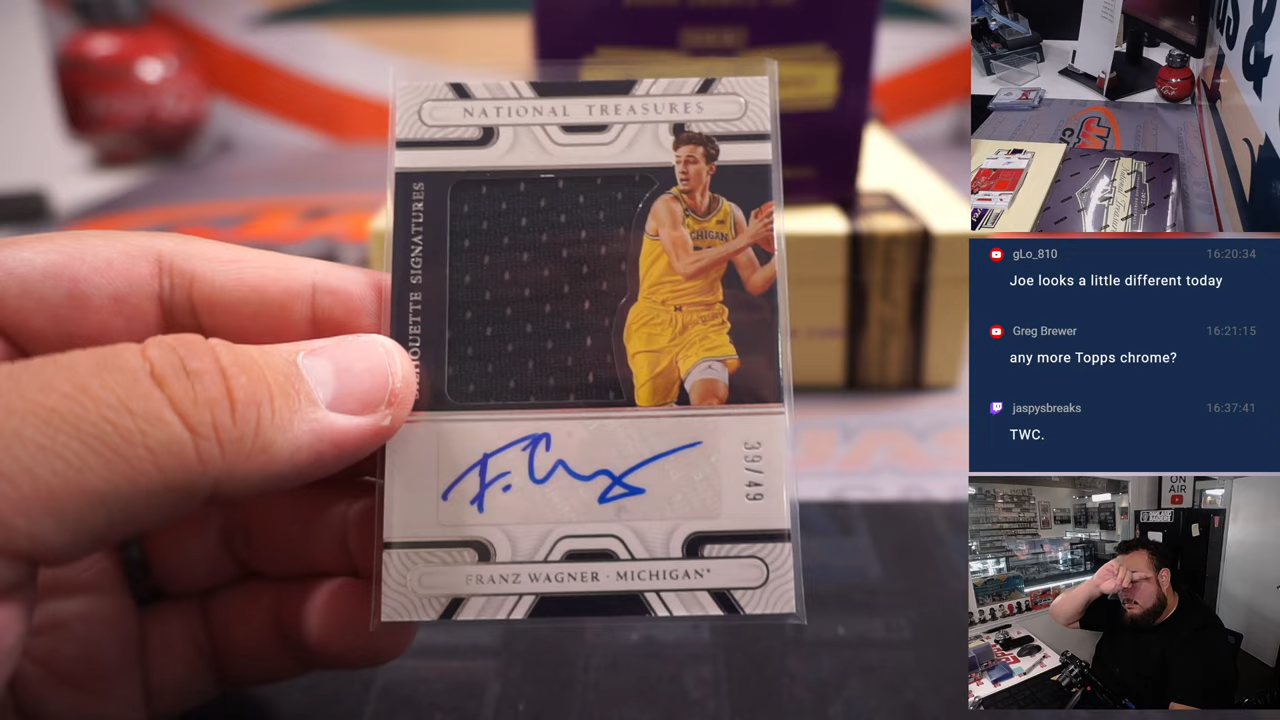 NATIONAL TREASURES
SILHOUETTE SIGNATURES
MICHIGAN
39/49
FRANZ WAGNER · MICHIGAN*
gLo_810 16:20:34
Joe looks a little different today
Greg Brewer 16:21:15
any more Topps chrome?
jaspysbreaks 16:37:41
TWC.
ON
AIR